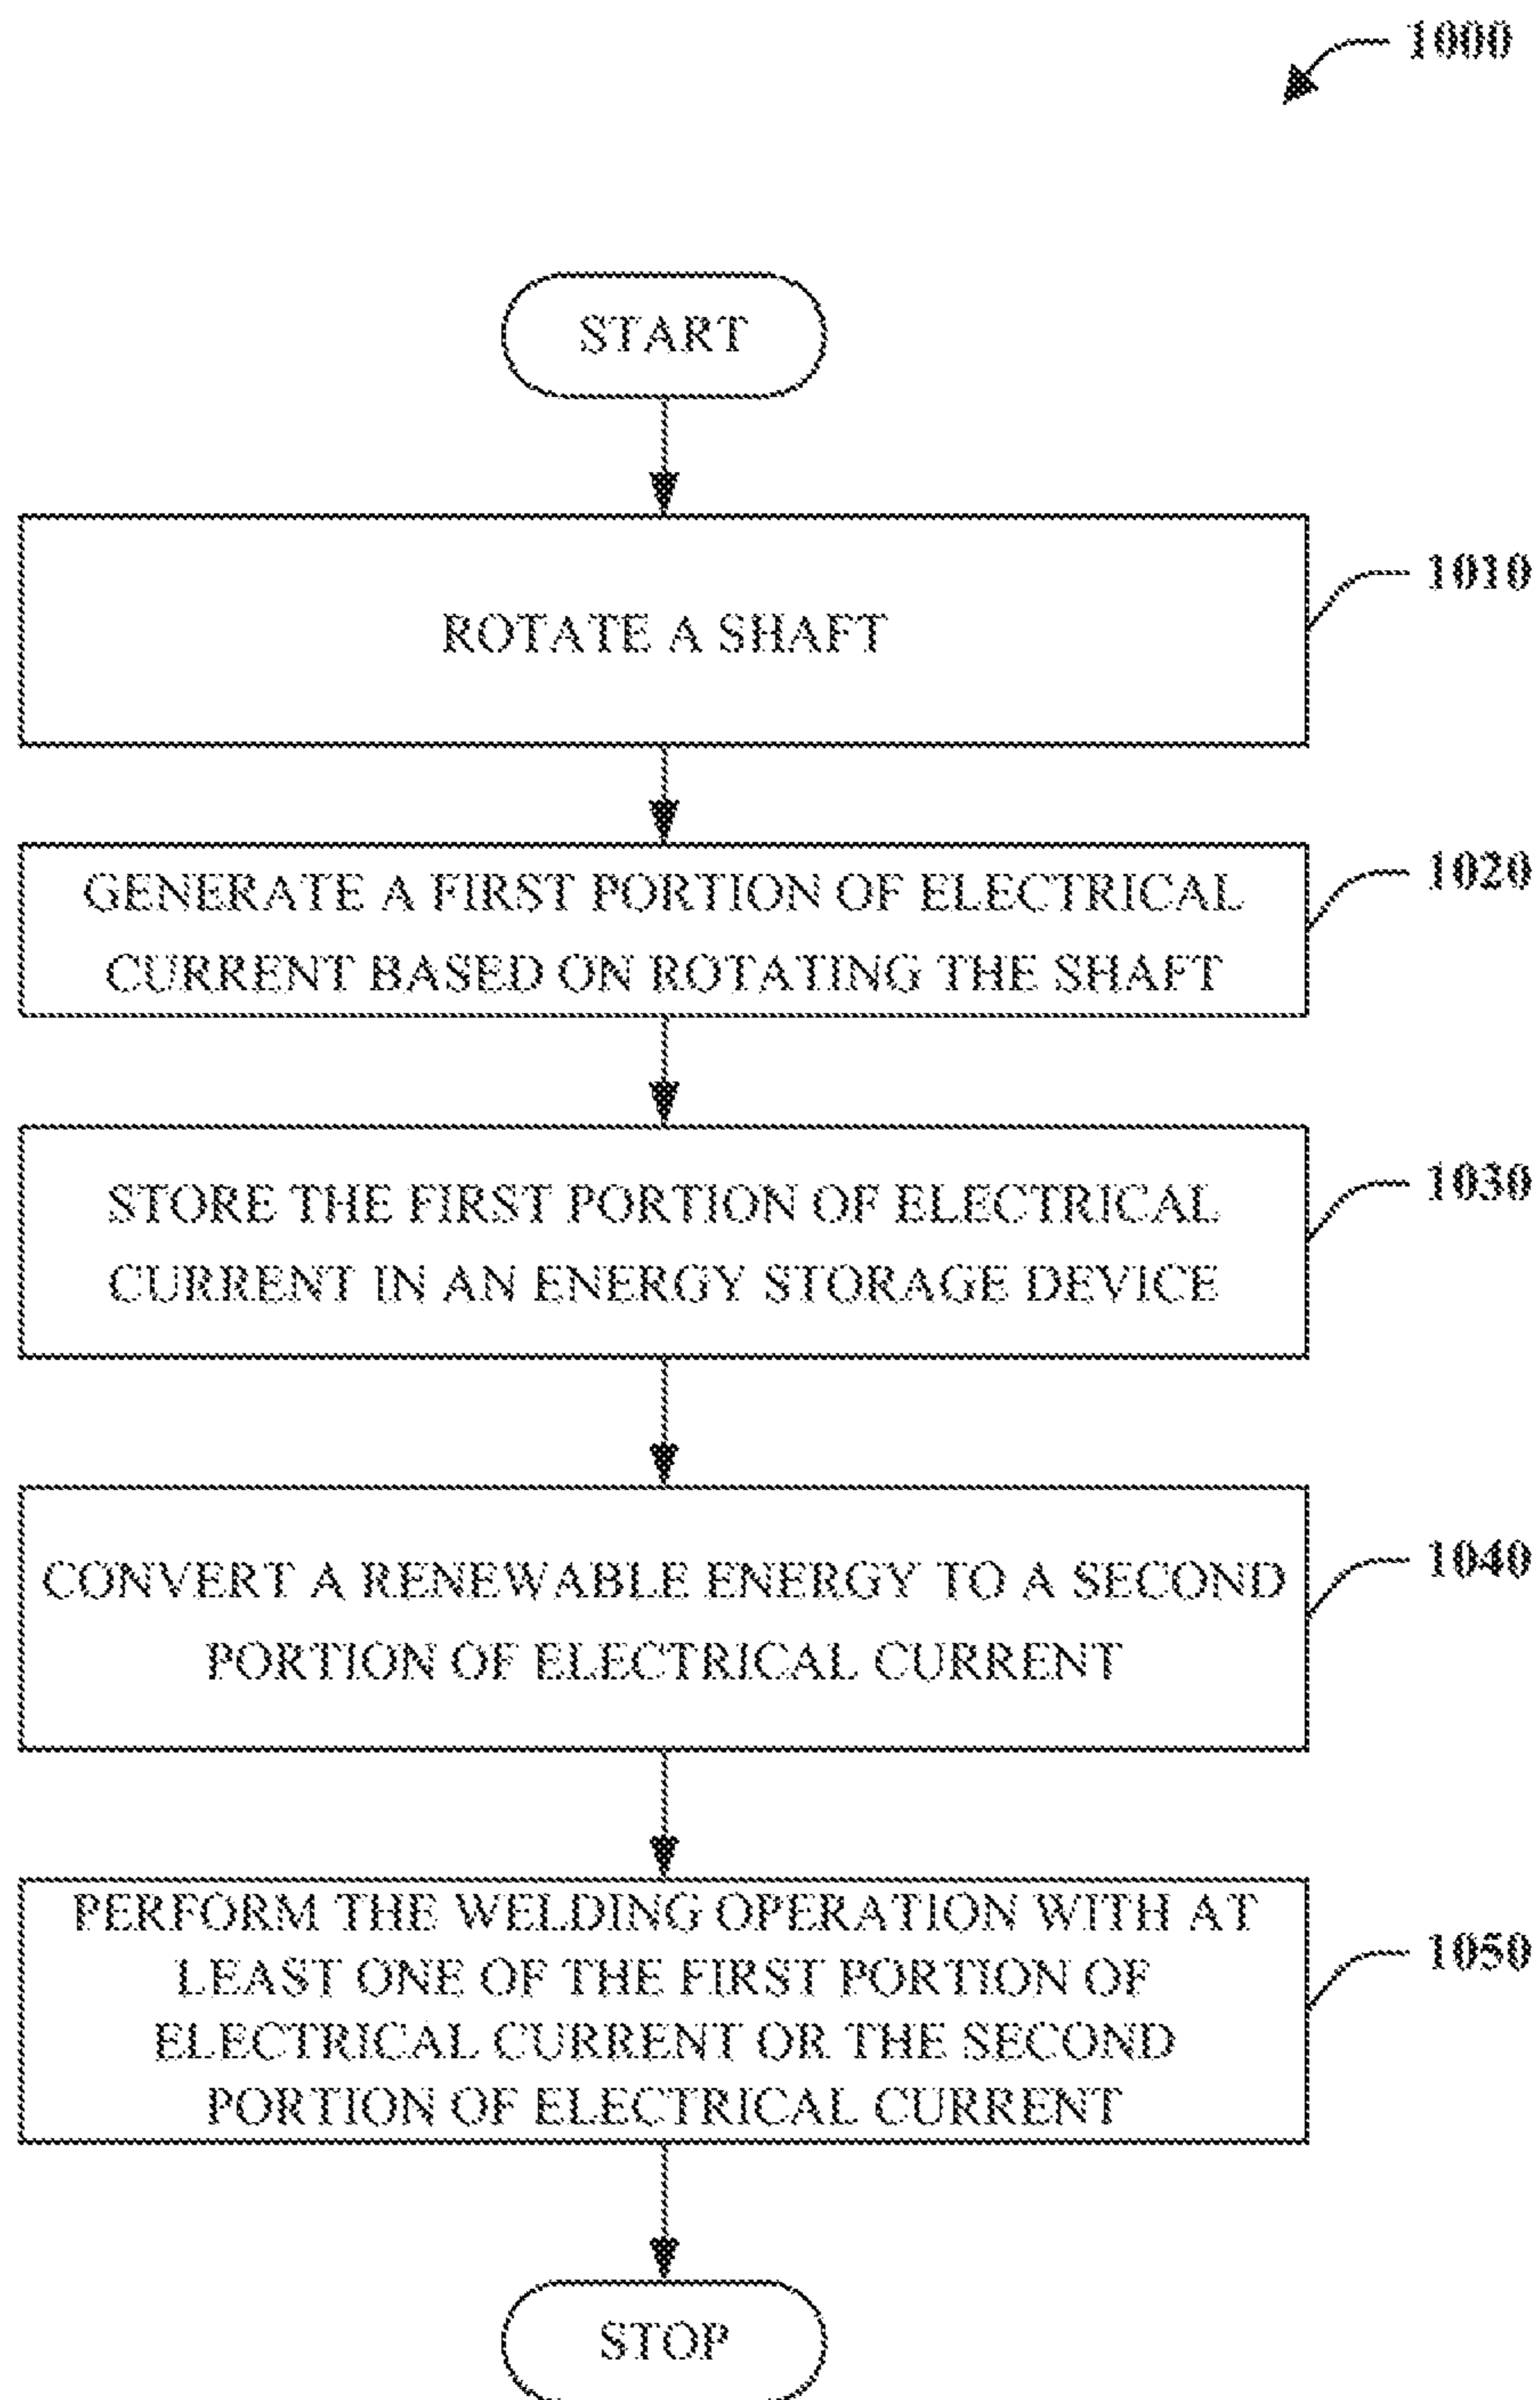 1000
START
ROTATE A SHAFT
1010
GENERATE A FIRST PORTION OF ELECTRICAL
CURRENT BASED ON ROTATING THE SHAFT
1020
STORE THE FIRST PORTION OF ELECTRICAL
CURRENT IN AN ENERGY STORAGE DEVICE
1030
CONVERT A RENEWABLE ENERGY TO A SECOND
PORTION OF ELECTRICAL CURRENT
1040
PERFORM THE WELDING OPERATION WITH AT
LEAST ONE OF THE FIRST PORTION OF
ELECTRICAL CURRENT OR THE SECOND
PORTION OF ELECTRICAL CURRENT
1050
STOP